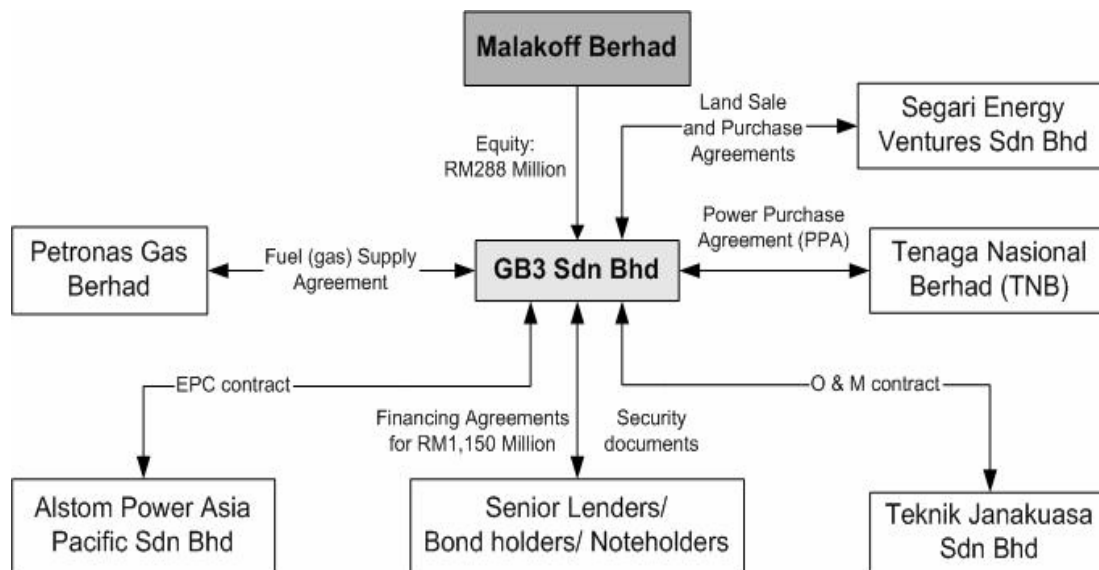 Malakoff Berhad
Land Sale
and Purchase
Agreements
Segari Energy
Ventures Sdn Bhd
Equity:
RM288 Million
Power Purchase
Agreement (PPA)
Petronas Gas
Berhad
Fuel (gas) Supply
Agreement
GB3 Sdn Bhd
Tenaga Nasional
Berhad (TNB)
EPC contract
O & M contract
Financing Agreements
for RM1,150 Million
Security
documents
Alstom Power Asia
Pacific Sdn Bhd
Senior Lenders/
Bond holders/ Noteholders
Teknik Janakuasa
Sdn Bhd